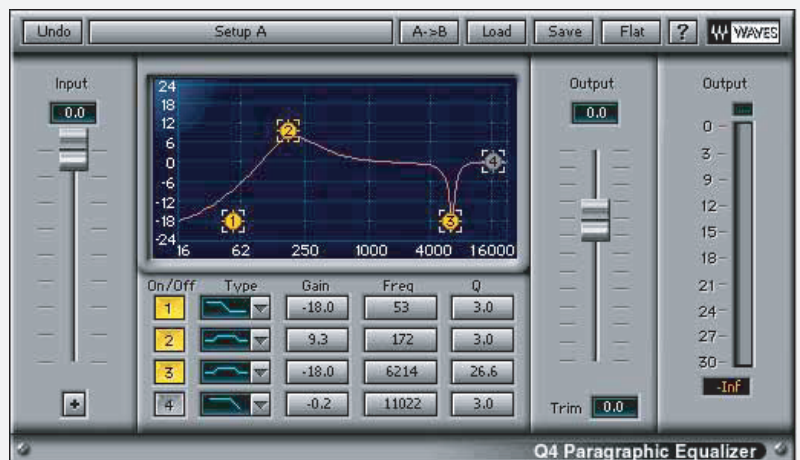 Undo Setup A A->B Load Save Flat ? WAVES
Input
0.0
24
18
12
6
0
-6
-12
-18
-24
1 2 3 4
16 62 250 1000 4000 16000
On/Off Type Gain Freq Q
1 -18.0 53 3.0
2 9.3 172 3.0
3 -18.0 6214 26.6
4 -0.2 11022 3.0
+
Output
0.0
Trim 0.0
Output
0
3
9
12
15
18
21
24
27
30
-Inf
Q4 Paragraphic Equalizer